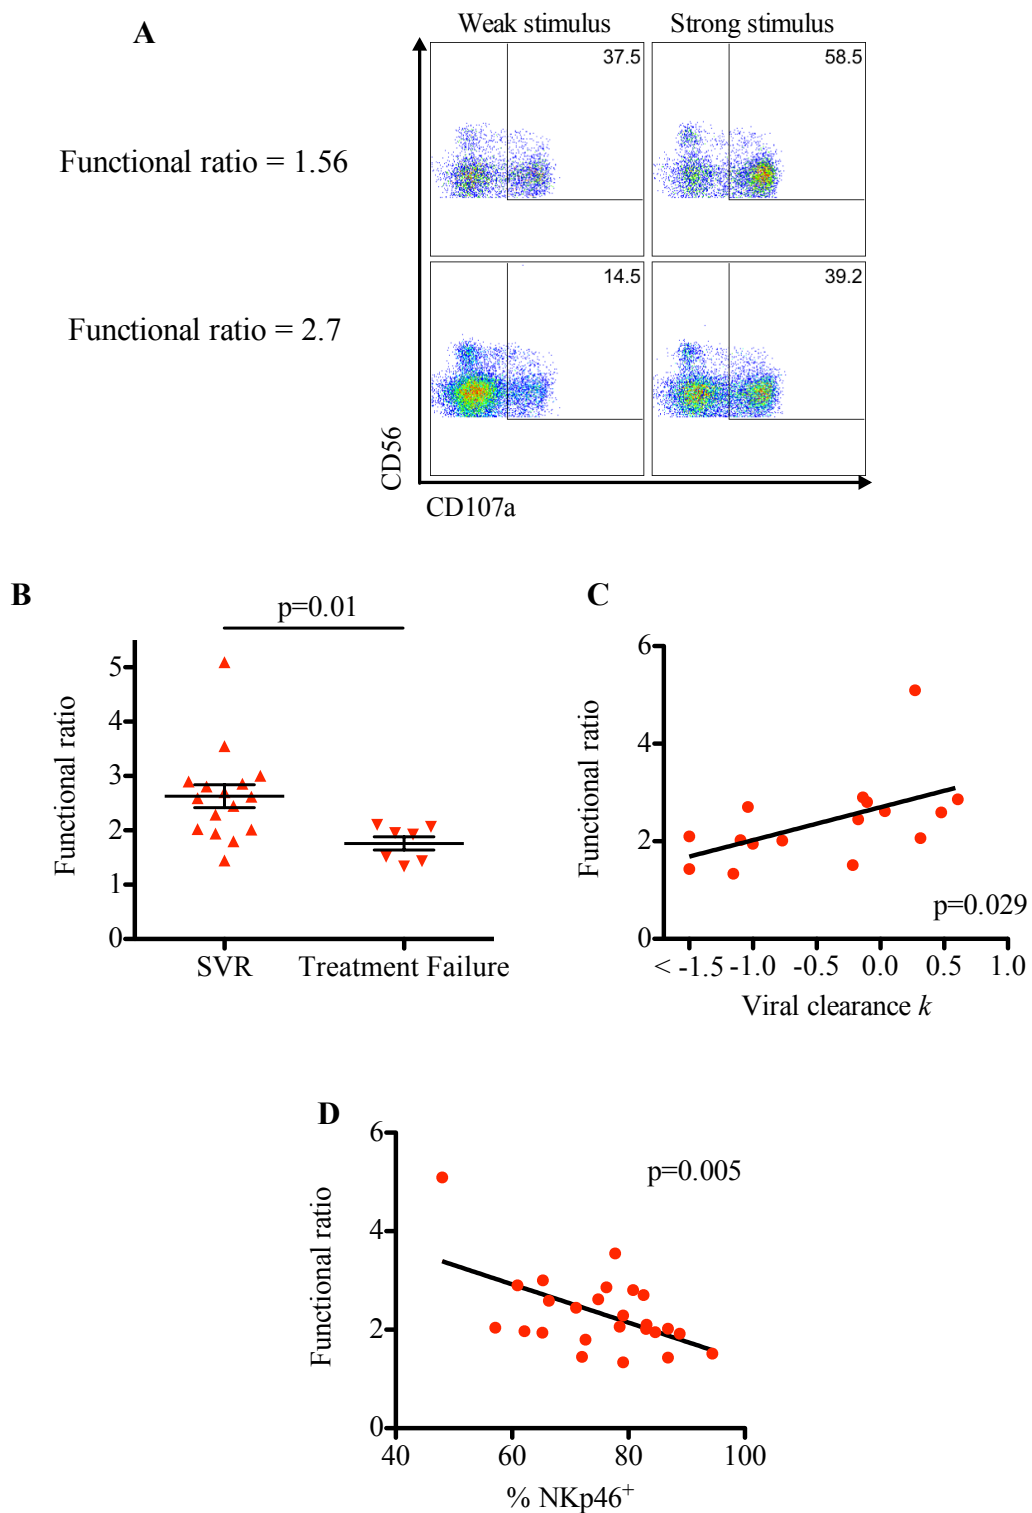 A
Weak stimulus
Strong stimulus
Functional ratio = 1.56
37.5
58.5
Functional ratio = 2.7
14.5
39.2
CD56
CD107a
B
p=0.01
Functional ratio
5
4
3
2
1
0
SVR
Treatment Failure
C
Functional ratio
6
4
2
0
p=0.029
< -1.5 -1.0 -0.5 0.0 0.5 1.0
Viral clearance k
D
Functional ratio
6
4
2
0
p=0.005
40 60 80 100
% NKp46+